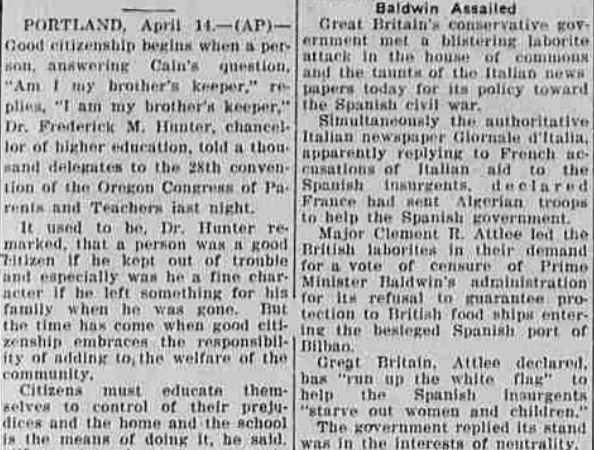 PORTLAND, April 14.—(AP)—
Good citizenship begins when a per-
son, answering Cain's question,
"Am I my brother's keeper," re-
plies, "I am my brother's keeper,"
Dr. Frederick M. Hunter, chancel-
lor of higher education, told a thou-
sand delegates to the 28th conven-
tion of the Oregon Congress of Pa-
rents and Teachers last night.
It used to be, Dr. Hunter re-
marked, that a person was a good
citizen if he kept out of trouble
and especially was he a fine char-
acter if he left something for his
family when he was gone. But
the time has come when good citi-
zenship embraces the responsibil-
ity of adding to, the welfare of the
community.
Citizens must educate them-
selves to control of their preju-
dices and the home and the school
is the means of doing it, he said.
Baldwin Assailed
Great Britain's conservative gov-
ernment met a blistering laborite
attack in the house of commons
and the taunts of the Italian news
papers today for its policy toward
the Spanish civil war.
Simultaneously the authoritative
Italian newspaper Giornale d'Italia,
apparently replying to French ac-
cusations of Italian aid to the
Spanish insurgents, declared
France had sent Algerian troops
to help the Spanish government.
Major Clement R. Attlee led the
British laborites in their demand
for a vote of censure of Prime
Minister Baldwin's administration
for its refusal to guarantee pro-
tection to British food ships enter-
ing the besieged Spanish port of
Bilbao.
Great Britain, Attlee declared,
has "run up the white flag" to
help the Spanish insurgents
"starve out women and children."
The government replied its stand
was in the interests of neutrality.